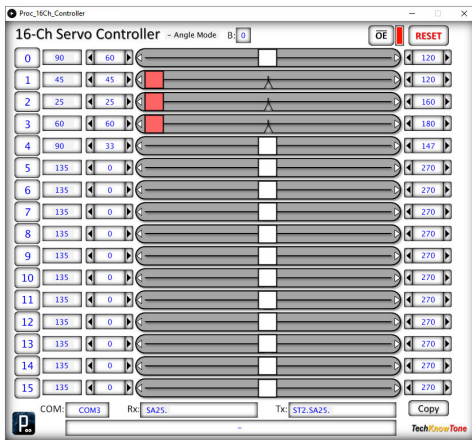 Proc_16Ch_Controller
16-Ch Servo Controller ~ Angle Mode B: 0 OE RESET
0 90 60 120
1 45 45 120
2 25 25 160
3 60 60 180
4 90 33 147
5 135 0 270
6 135 0 270
7 135 0 270
8 135 0 270
9 135 0 270
10 135 0 270
11 135 0 270
12 135 0 270
13 135 0 270
14 135 0 270
15 135 0 270
COM: COM3 Rx: SA25. Tx: ST2.SA25. Copy
P. ~ TechKnowTone